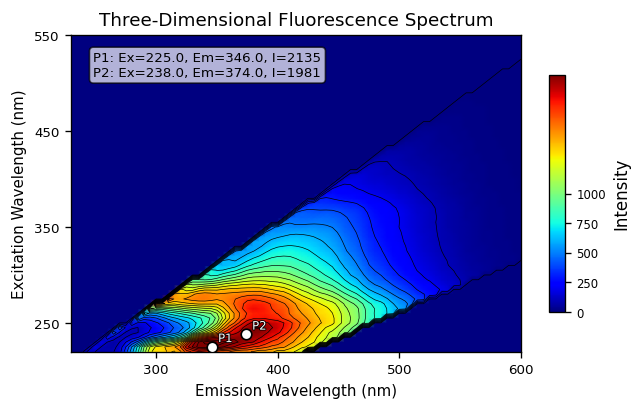 Three-Dimensional Fluorescence Spectrum
P1: Ex=225.0, Em=346.0, I=2135
P2: Ex=238.0, Em=374.0, I=1981
550
450
350
250
Excitation Wavelength (nm)
P1
P2
300
400
500
600
Emission Wavelength (nm)
1000
750
500
250
0
Intensity